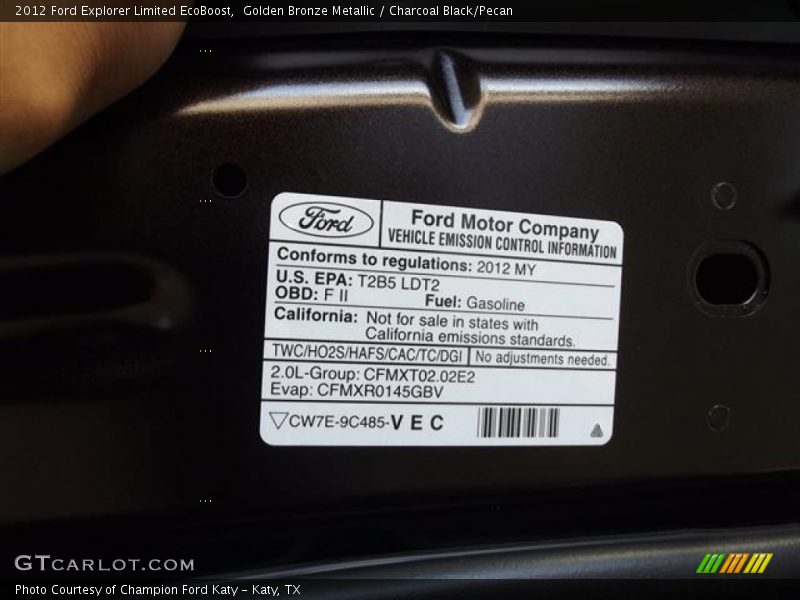 2012 Ford Explorer Limited EcoBoost,  Golden Bronze Metallic / Charcoal Black/Pecan
Ford
Ford Motor Company
VEHICLE EMISSION CONTROL INFORMATION
Conforms to regulations: 2012 MY
U.S. EPA: T2B5 LDT2
OBD: F II Fuel: Gasoline
California: Not for sale in states with
California emissions standards.
TWC/HO2S/HAFS/CAC/TC/DGI No adjustments needed.
2.0L-Group: CFMXT02.02E2
Evap: CFMXR0145GBV
CW7E-9C485-VEC
GTCARLOT.COM
Photo Courtesy of Champion Ford Katy - Katy, TX